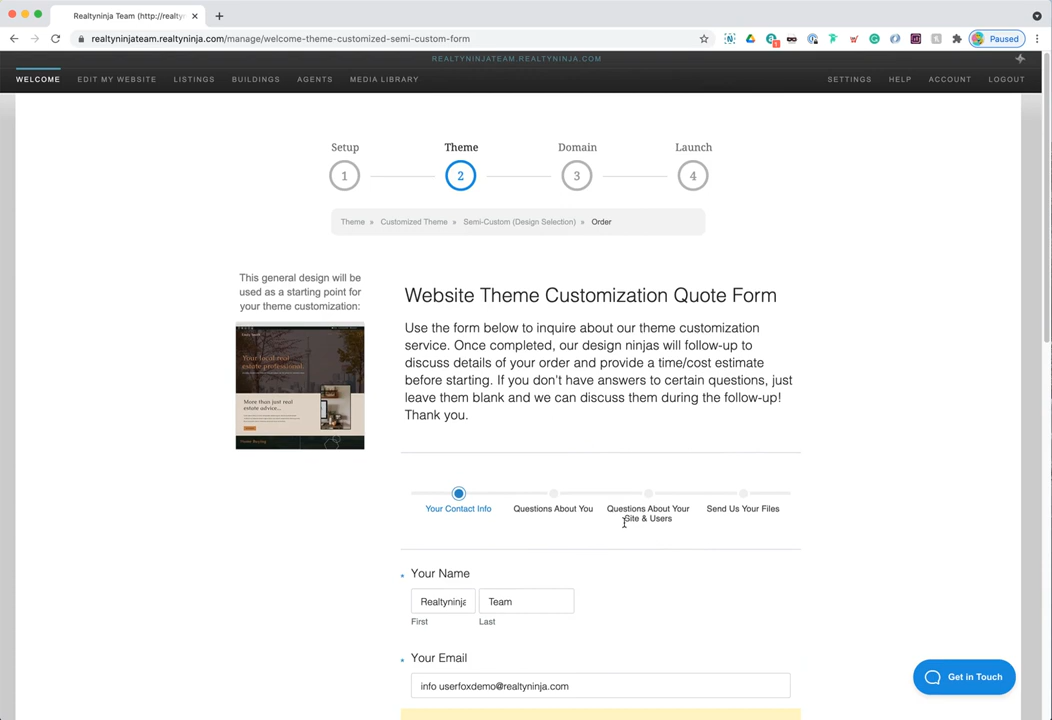 Realtyninja Team (http://realty
realtyninjateam.realtyninja.com/manage/welcome-theme-customized-semi-custom-form
Paused
REALTYNINJATEAM.REALTYNINJA.COM
WELCOME EDIT MY WEBSITE LISTINGS BUILDINGS AGENTS MEDIA LIBRARY SETTINGS HELP ACCOUNT LOGOUT
Setup Theme Domain Launch
1 2 3 4
Theme » Customized Theme » Semi-Custom (Design Selection) » Order
This general design will be
used as a starting point for
your theme customization:
Your local real
estate professional.
More than just real
estate advice...
Website Theme Customization Quote Form
Use the form below to inquire about our theme customization
service. Once completed, our design ninjas will follow-up to
discuss details of your order and provide a time/cost estimate
before starting. If you don't have answers to certain questions, just
leave them blank and we can discuss them during the follow-up!
Thank you.
Your Contact Info Questions About You Questions About Your Send Us Your Files
Site & Users
Your Name
Realtyninja Team
First Last
Your Email
info userfoxdemo@realtyninja.com
Get in Touch